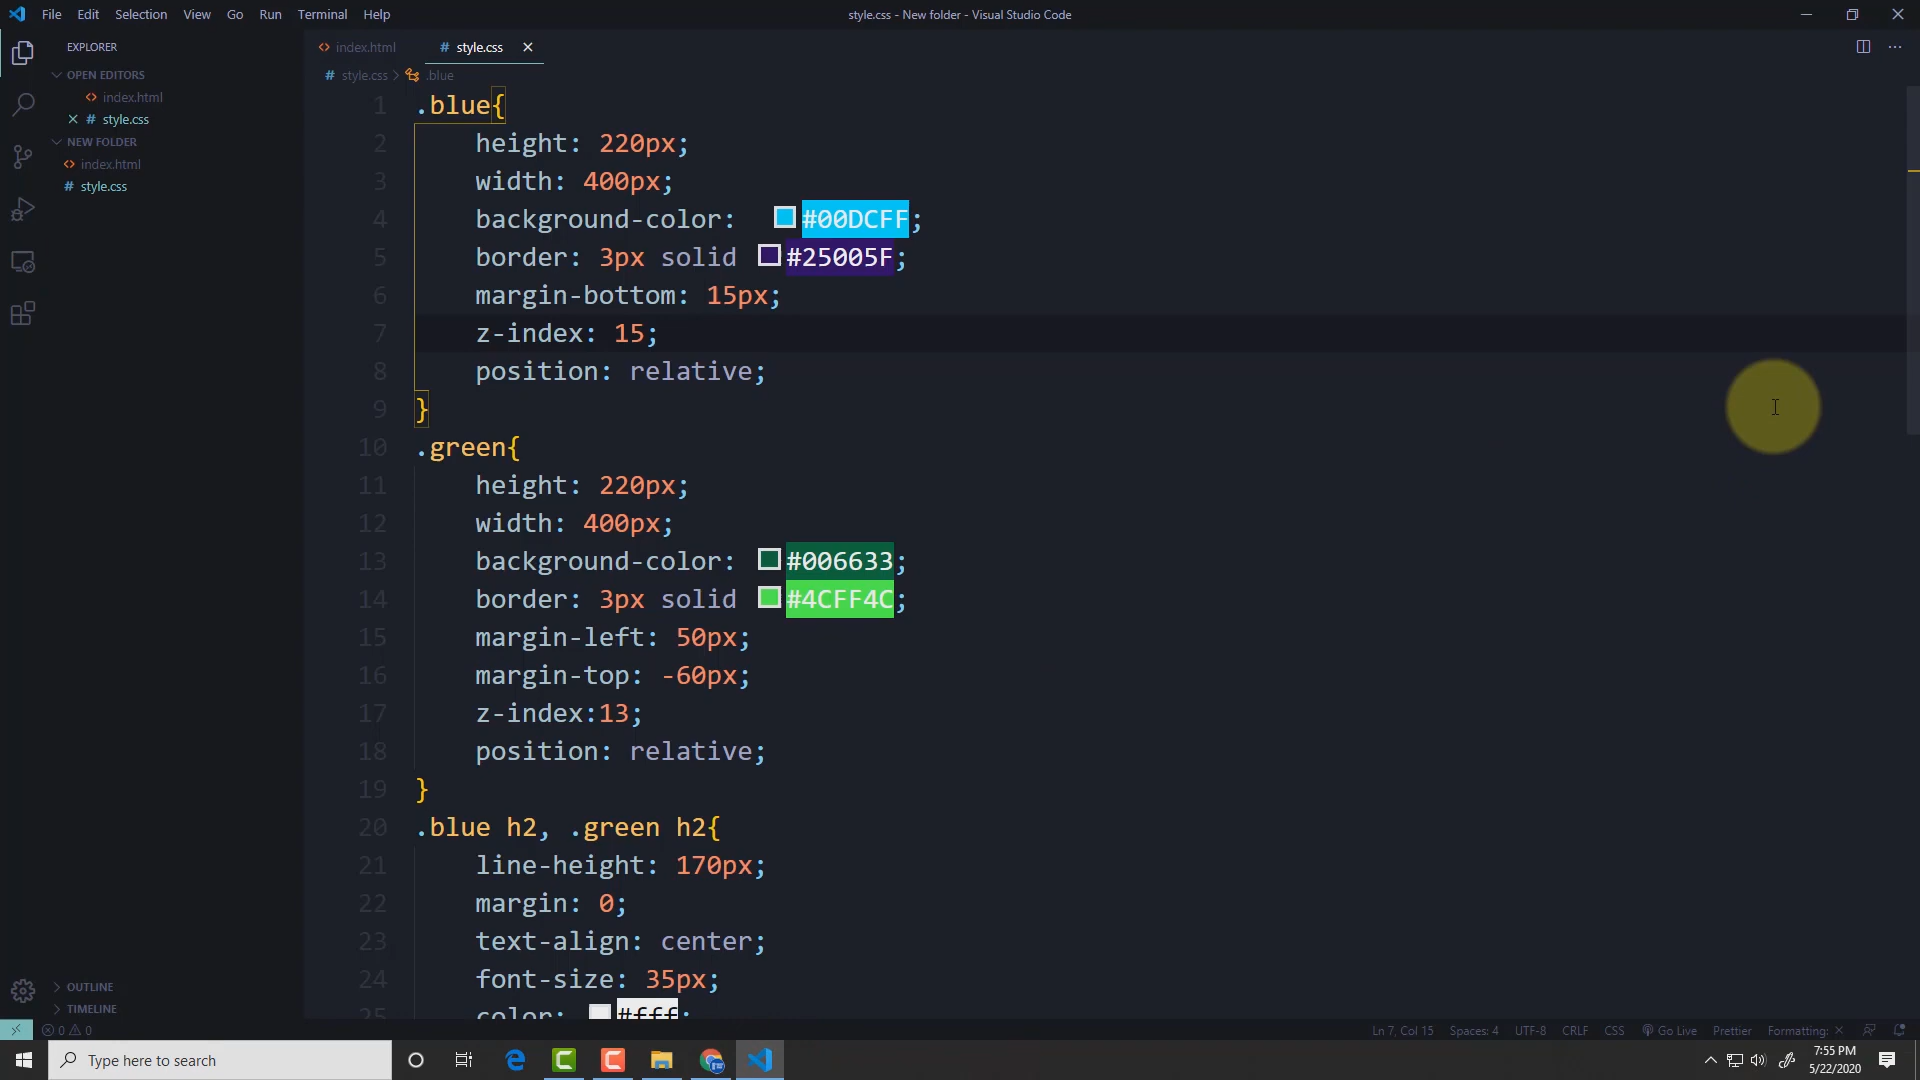 File Edit Selection View Go Run Terminal Help
style.css - New folder - Visual Studio Code
EXPLORER
OPEN EDITORS
index.html
style.css
NEW FOLDER
index.html
style.css
OUTLINE
TIMELINE
index.html
style.css
style.css > .blue
1 .blue{
2 height: 220px;
3 width: 400px;
4 background-color: #00DCFF;
5 border: 3px solid #25005F;
6 margin-bottom: 15px;
7 z-index: 15;
8 position: relative;
9 }
10 .green{
11 height: 220px;
12 width: 400px;
13 background-color: #006633;
14 border: 3px solid #4CFF4C;
15 margin-left: 50px;
16 margin-top: -60px;
17 z-index:13;
18 position: relative;
19 }
20 .blue h2, .green h2{
21 line-height: 170px;
22 margin: 0;
23 text-align: center;
24 font-size: 35px;
25 color: #fff;
0 0
Ln 7, Col 15 Spaces: 4 UTF-8 CRLF CSS Go Live Prettier Formatting: ×
Type here to search
7:55 PM
5/22/2020